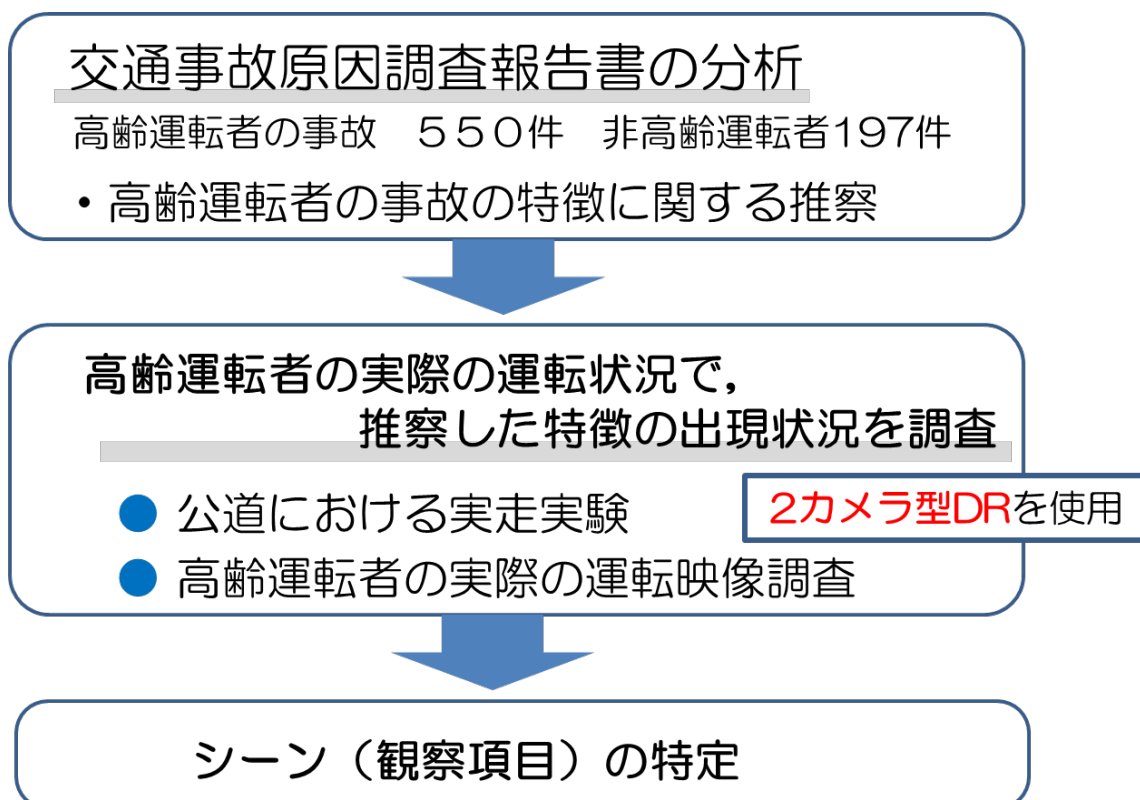 交通事故原因調査報告書の分析
高齢運転者の事故　５５０件　非高齢運転者197件
・高齢運転者の事故の特徴に関する推察
高齢運転者の実際の運転状況で，
推察した特徴の出現状況を調査
● 公道における実走実験
2カメラ型DRを使用
● 高齢運転者の実際の運転映像調査
シーン（観察項目）の特定